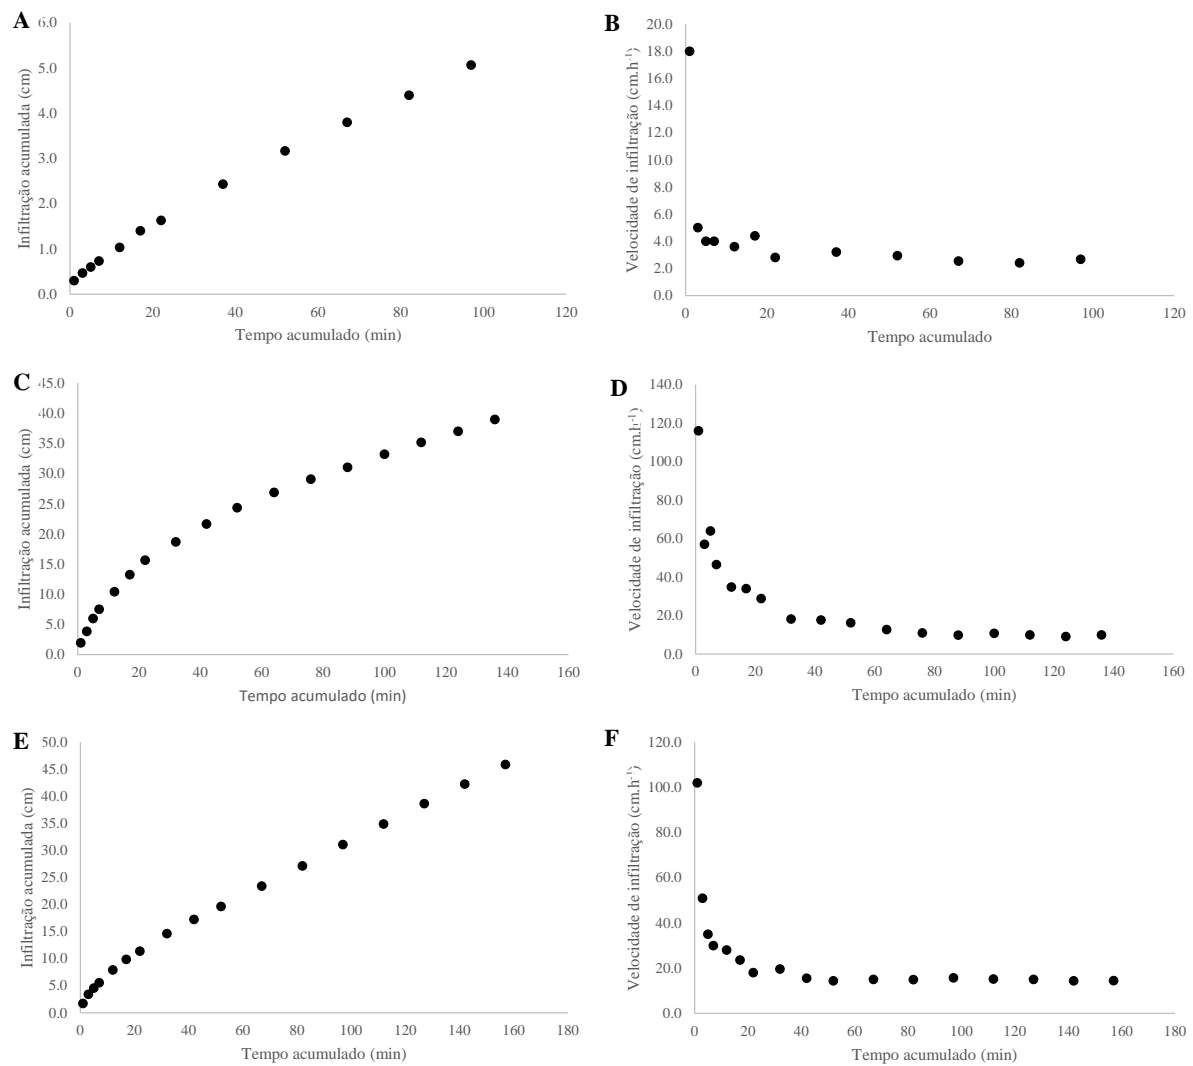 A
6.0
5.0
4.0
3.0
2.0
1.0
0.0
0 20 40 60 80 100 120
Infiltração acumulada (cm)
Tempo acumulado (min)
B
20.0
18.0
16.0
14.0
12.0
10.0
8.0
6.0
4.0
2.0
0.0
0 20 40 60 80 100 120
Velocidade de infiltração (cm.h⁻¹)
Tempo acumulado
C
45.0
40.0
35.0
30.0
25.0
20.0
15.0
10.0
5.0
0.0
0 20 40 60 80 100 120 140 160
Infiltração acumulada (cm)
Tempo acumulado (min)
D
140.0
120.0
100.0
80.0
60.0
40.0
20.0
0.0
0 20 40 60 80 100 120 140 160
Velocidade de infiltração (cm.h⁻¹)
Tempo acumulado (min)
E
50.0
45.0
40.0
35.0
30.0
25.0
20.0
15.0
10.0
5.0
0.0
0 20 40 60 80 100 120 140 160 180
Infiltração acumulada (cm)
Tempo acumulado (min)
F
120.0
100.0
80.0
60.0
40.0
20.0
0.0
0 20 40 60 80 100 120 140 160 180
Velocidade de infiltração (cm.h⁻¹)
Tempo acumulado (min)